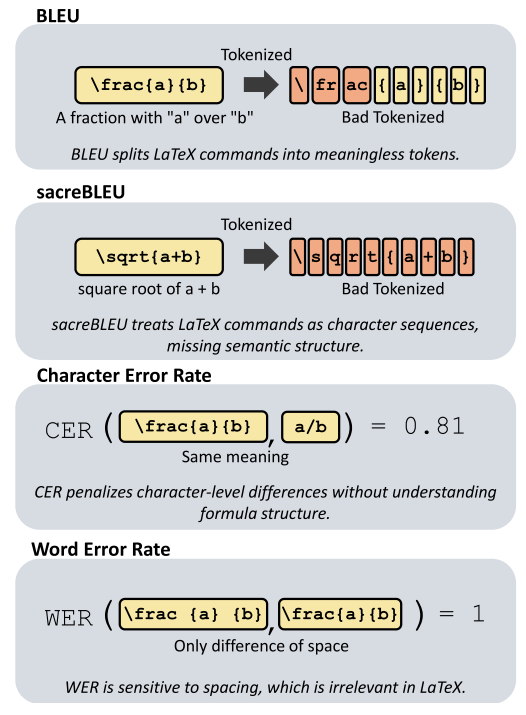 BLEU
Tokenized
\frac{a}{b} \ fr ac { a } { b }
A fraction with "a" over "b" Bad Tokenized
BLEU splits LaTeX commands into meaningless tokens.
sacreBLEU
Tokenized
\sqrt{a+b} \ s q r t { a + b }
square root of a + b Bad Tokenized
sacreBLEU treats LaTeX commands as character sequences,
missing semantic structure.
Character Error Rate
CER ( \frac{a}{b} , a/b ) = 0.81
Same meaning
CER penalizes character-level differences without understanding
formula structure.
Word Error Rate
WER ( \frac {a} {b} , \frac{a}{b} ) = 1
Only difference of space
WER is sensitive to spacing, which is irrelevant in LaTeX.